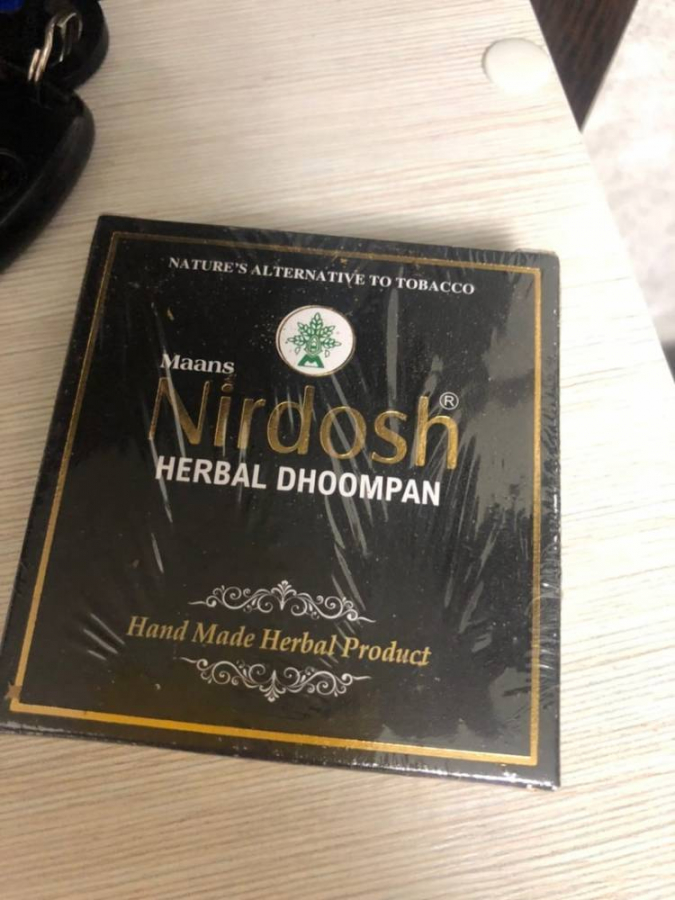 NATURE'S ALTERNATIVE TO TOBACCO
Maans
Nirdosh®
HERBAL DHOOMPAN
Hand Made Herbal Product